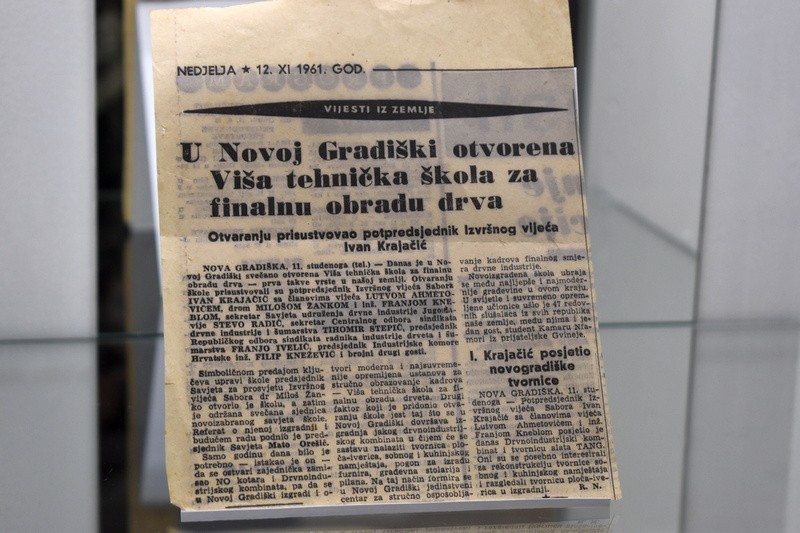 NEDJELJA ★ 12. XI 1961. GOD.
VIJESTI IZ ZEMLJE
U Novoj Gradiški otvorena
Viša tehnička škola za
finalnu obradu drva
Otvaranju prisustvovao potpredsjednik Izvršnog vijeća
Ivan Krajačić
NOVA GRADIŠKA, 11. studenoga (tel.) — Danas je u No-
voj Gradiški svečano otvorena Viša tehnička škola za finalnu
obradu drva — prva takve vrste u našoj zemlji. Otvaranju
škole prisustvovali su potpredsjednik Izvršnog vijeća Sabora
IVAN KRAJAČIĆ sa članovima vijeća LUTVOM AHMETO-
VIĆEM, drom MILOŠOM ŽANKOM i inž. FRANJOM KNE-
BLOM, sekretar Savjeta udruženja drvne industrije Jugosla-
vije STEVO RADIĆ, sekretar Centralnog odbora sindikata
drvne industrije i šumarstva TIHOMIR STEPIĆ, predsjednik
Republičkog odbora sindikata radnika industrije drveta i šu-
marstva FRANJO IVELIĆ, predsjednik Industrijske komore
Hrvatske inž. FILIP KNEŽEVIĆ i brojni drugi gosti.
Simboličnom predajom klju-
čeva upravi škole predsjednik
Savjeta za prosvjetu Izvršnog
vijeća Sabora dr Miloš Žan-
ko otvorio je školu, a zatim
je održana svečana sjednica
novoizabranog savjeta škole.
Referat o njenoj izgradnji i
budućem radu podnio je pred-
sjednik Savjeta Mato Orešić.
Samo godinu dana bilo je
potrebno — istakao je on —
da se ostvari zajednička zami-
sao NO kotara i Drvnoindu-
strijskog kombinata, pa da se
u Novoj Gradiški izgradi i o-
tvori moderna i najsuvreme-
nije opremljena ustanova za
stručno obrazovanje kadrova
— Viša tehnička škola za fi-
nalnu obradu drveta. Drugi
faktor koji je pridonio otva-
ranju škole jest taj što se u
Novoj Gradiški dovršava iz-
gradnja jakog drvnoindustrij-
skog kombinata u čijem će se
sastavu nalaziti tvornica plo-
ča-iverica, sobnog i kuhinjskog
namještaja, pogon za izradu
furnira, građevna stolarija i
pilana. Na taj način formira se
u Novoj Gradiški jedinstveni
centar za stručno osposoblja-
vanje kadrova finalnog smje-
ra drvne industrije.
Novoizgrađena škola ubraja
se među najljepše i najmoder-
nije građevine u ovom kraju.
U svijetle i suvremeno oprem-
ljene učionice ušlo je 47 redov-
nih slušalaca iz svih republika
naše zemlje, među njima i je-
dan gost, student Kamaru Nfa-
mori iz prijateljske Gvineje.
I. Krajačić posjetio
novogradiške
tvornice
NOVA GRADIŠKA, 11. stu-
denoga — Potpredsjednik Iz-
vršnog vijeća Sabora Ivan
Krajačić sa članovima vijeća
Lutvom Ahmetovićem i inž.
Franjom Kneblom posjetio je
danas Drvnoindustrijski kom-
binat i tvornicu alata TANG.
Oni su se posebno interesirali
za rekonstrukciju tvornice so-
bnog i kuhinjskog namještaja
i razgledali tvornicu ploča-ive-
rica u izgradnji. R. N.